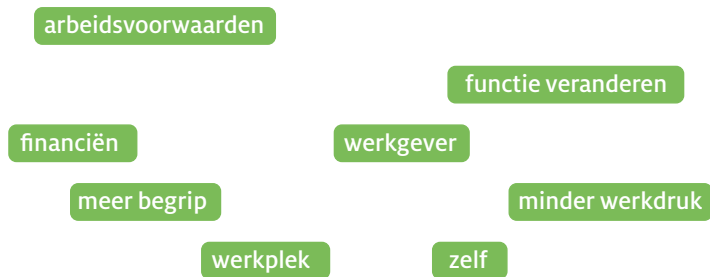 arbeidsvoorwaarden
functie veranderen
financiën
werkgever
meer begrip
minder werkdruk
werkplek
zelf